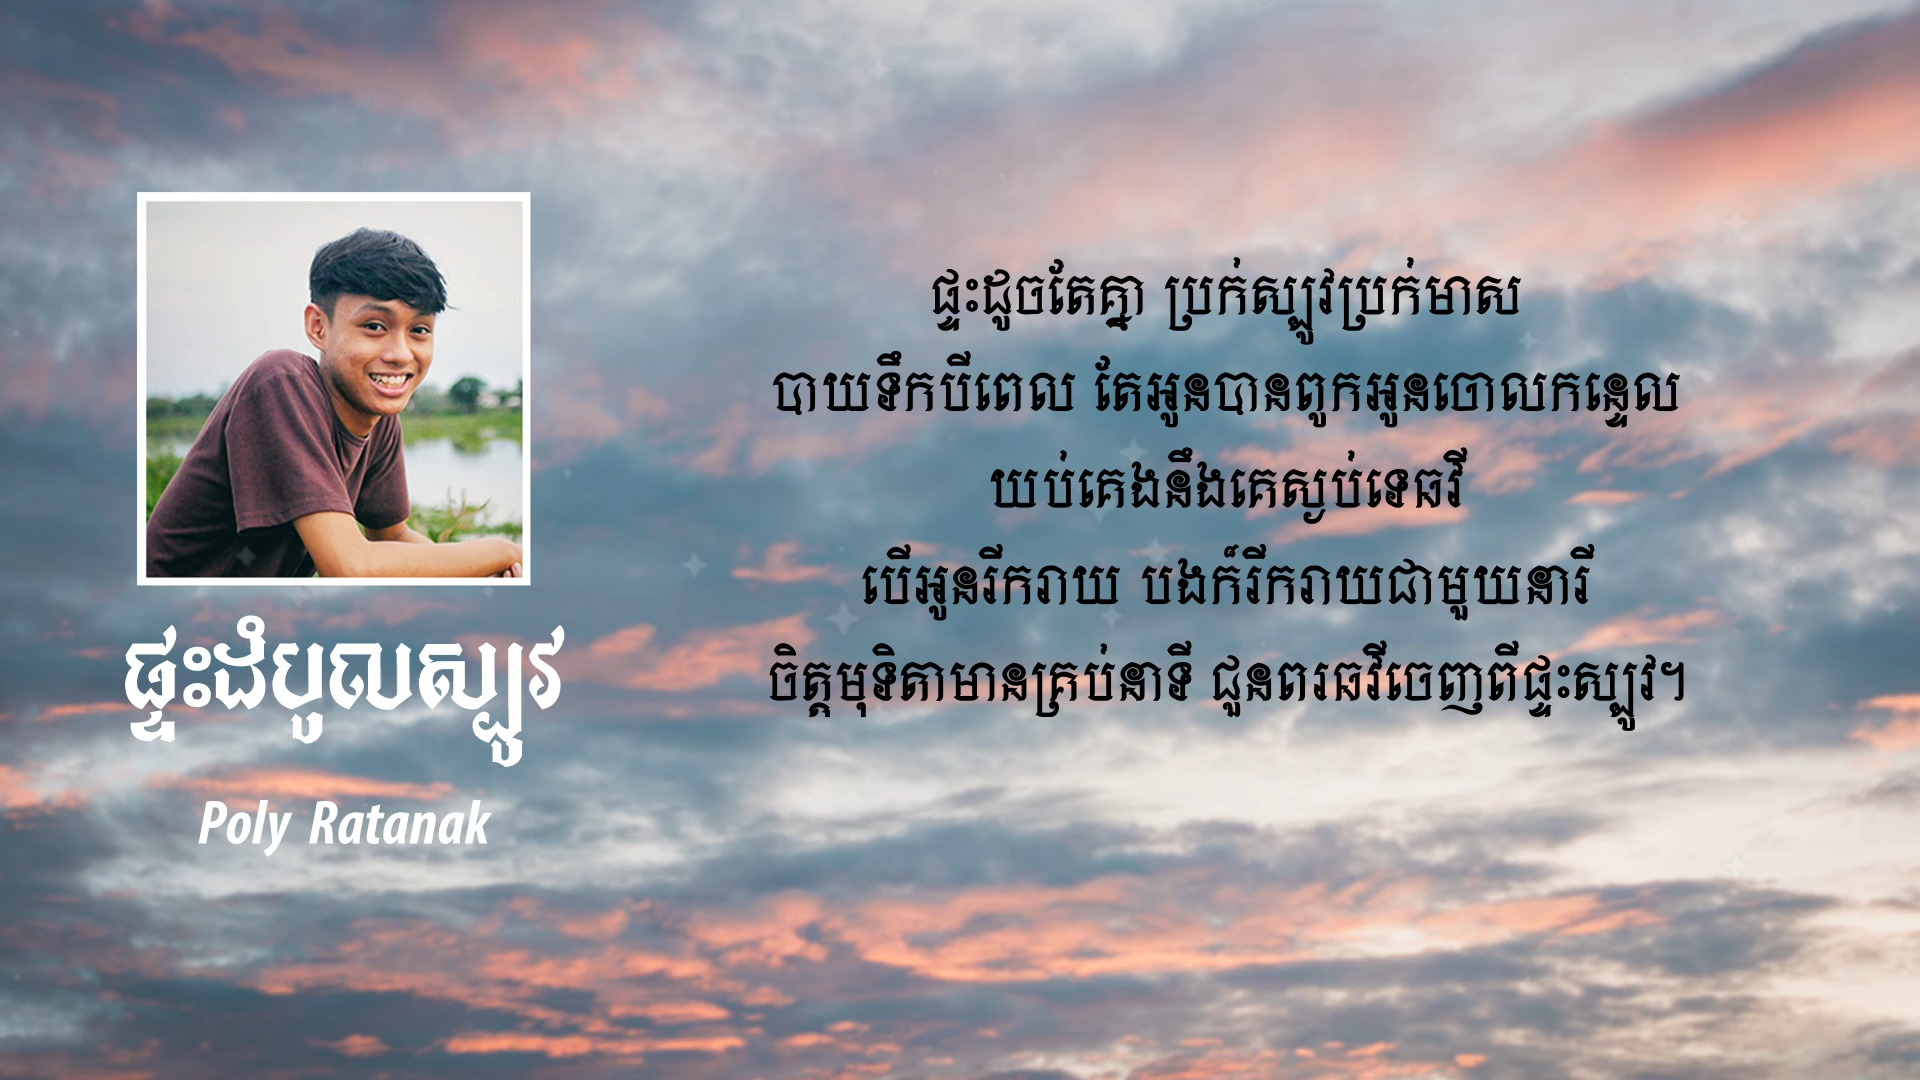 ផ្ទះដំបូលស្បូវ
Poly Ratanak
ផ្ទះដូចតែគ្នា ប្រក់ស្បូវប្រក់មាស
បាយទឹកបីពេល តែអូនបានពូកអូនចោលកន្ទេល
យប់គេងនឹងគេស្ងប់ទេឆវី
បើអូនរីករាយ បងក៏រីករាយជាមួយនារី
ចិត្តមុទិតាមានគ្រប់នាទី ជូនពរឆវីចេញពីផ្ទះស្បូវ។